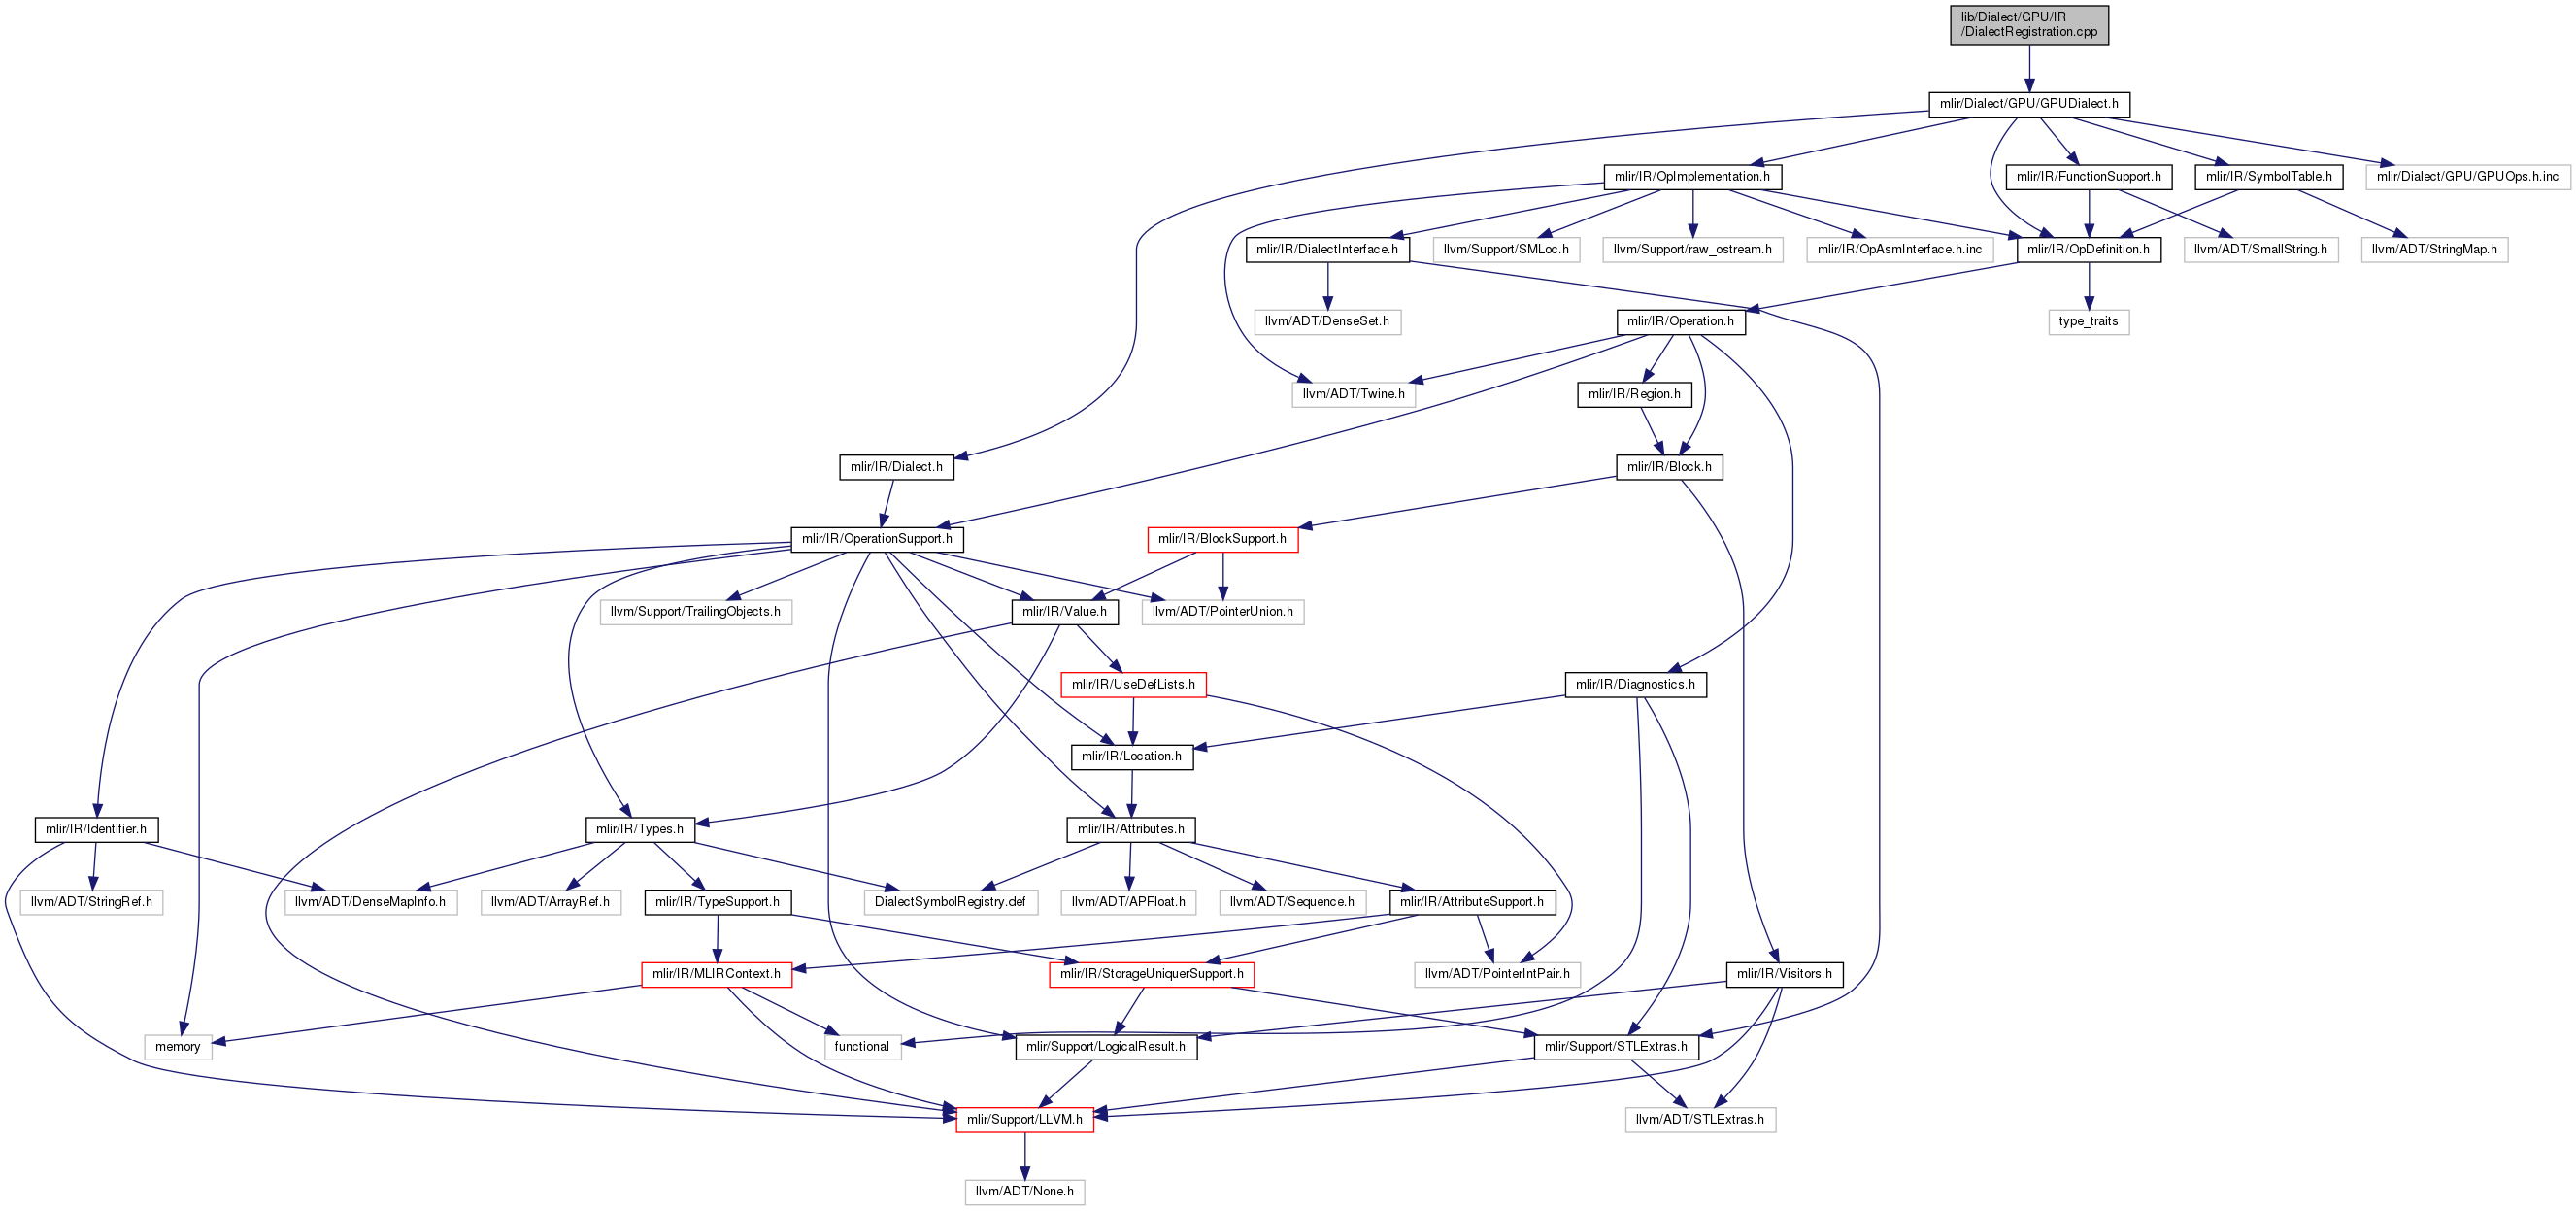 lib/Dialect/GPU/IR
/DialectRegistration.cpp
mlir/Dialect/GPU/GPUDialect.h
mlir/IR/OpImplementation.h
mlir/IR/FunctionSupport.h
mlir/IR/SymbolTable.h
mlir/Dialect/GPU/GPUOps.h.inc
mlir/IR/DialectInterface.h
llvm/Support/SMLoc.h
llvm/Support/raw_ostream.h
mlir/IR/OpAsmInterface.h.inc
mlir/IR/OpDefinition.h
llvm/ADT/SmallString.h
llvm/ADT/StringMap.h
llvm/ADT/DenseSet.h
mlir/IR/Operation.h
type_traits
llvm/ADT/Twine.h
mlir/IR/Region.h
mlir/IR/Dialect.h
mlir/IR/Block.h
mlir/IR/OperationSupport.h
mlir/IR/BlockSupport.h
llvm/Support/TrailingObjects.h
mlir/IR/Value.h
llvm/ADT/PointerUnion.h
mlir/IR/UseDefLists.h
mlir/IR/Diagnostics.h
mlir/IR/Location.h
mlir/IR/Identifier.h
mlir/IR/Types.h
mlir/IR/Attributes.h
llvm/ADT/StringRef.h
llvm/ADT/DenseMapInfo.h
llvm/ADT/ArrayRef.h
mlir/IR/TypeSupport.h
DialectSymbolRegistry.def
llvm/ADT/APFloat.h
llvm/ADT/Sequence.h
mlir/IR/AttributeSupport.h
mlir/IR/MLIRContext.h
mlir/IR/StorageUniquerSupport.h
llvm/ADT/PointerIntPair.h
mlir/IR/Visitors.h
memory
functional
mlir/Support/LogicalResult.h
mlir/Support/STLExtras.h
mlir/Support/LLVM.h
llvm/ADT/STLExtras.h
llvm/ADT/None.h